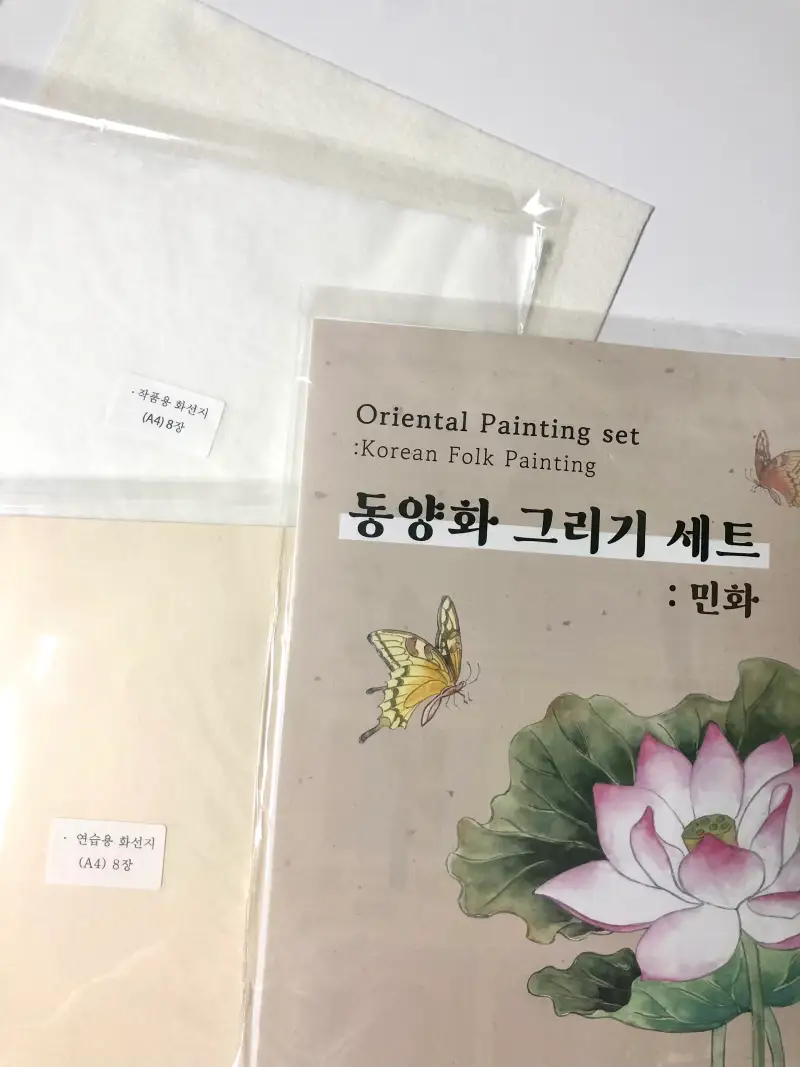 Oriental Painting set
:Korean Folk Painting
동양화 그리기 세트
: 민화
· 작품용 화선지
(A4) 8장
· 연습용 화선지
(A4) 8장